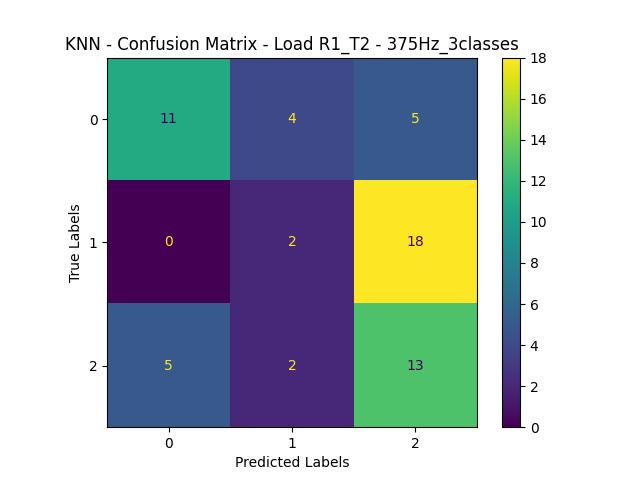 KNN - Confusion Matrix - Load R1_T2 - 375Hz_3classes
True Labels
0 11 4 5
1 0 2 18
2 5 2 13
0 1 2
Predicted Labels
18
16
14
12
10
8
6
4
2
0